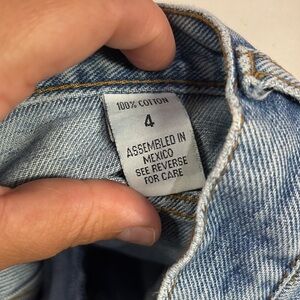 100% COTTON
4
ASSEMBLED IN
MEXICO
SEE REVERSE
FOR CARE